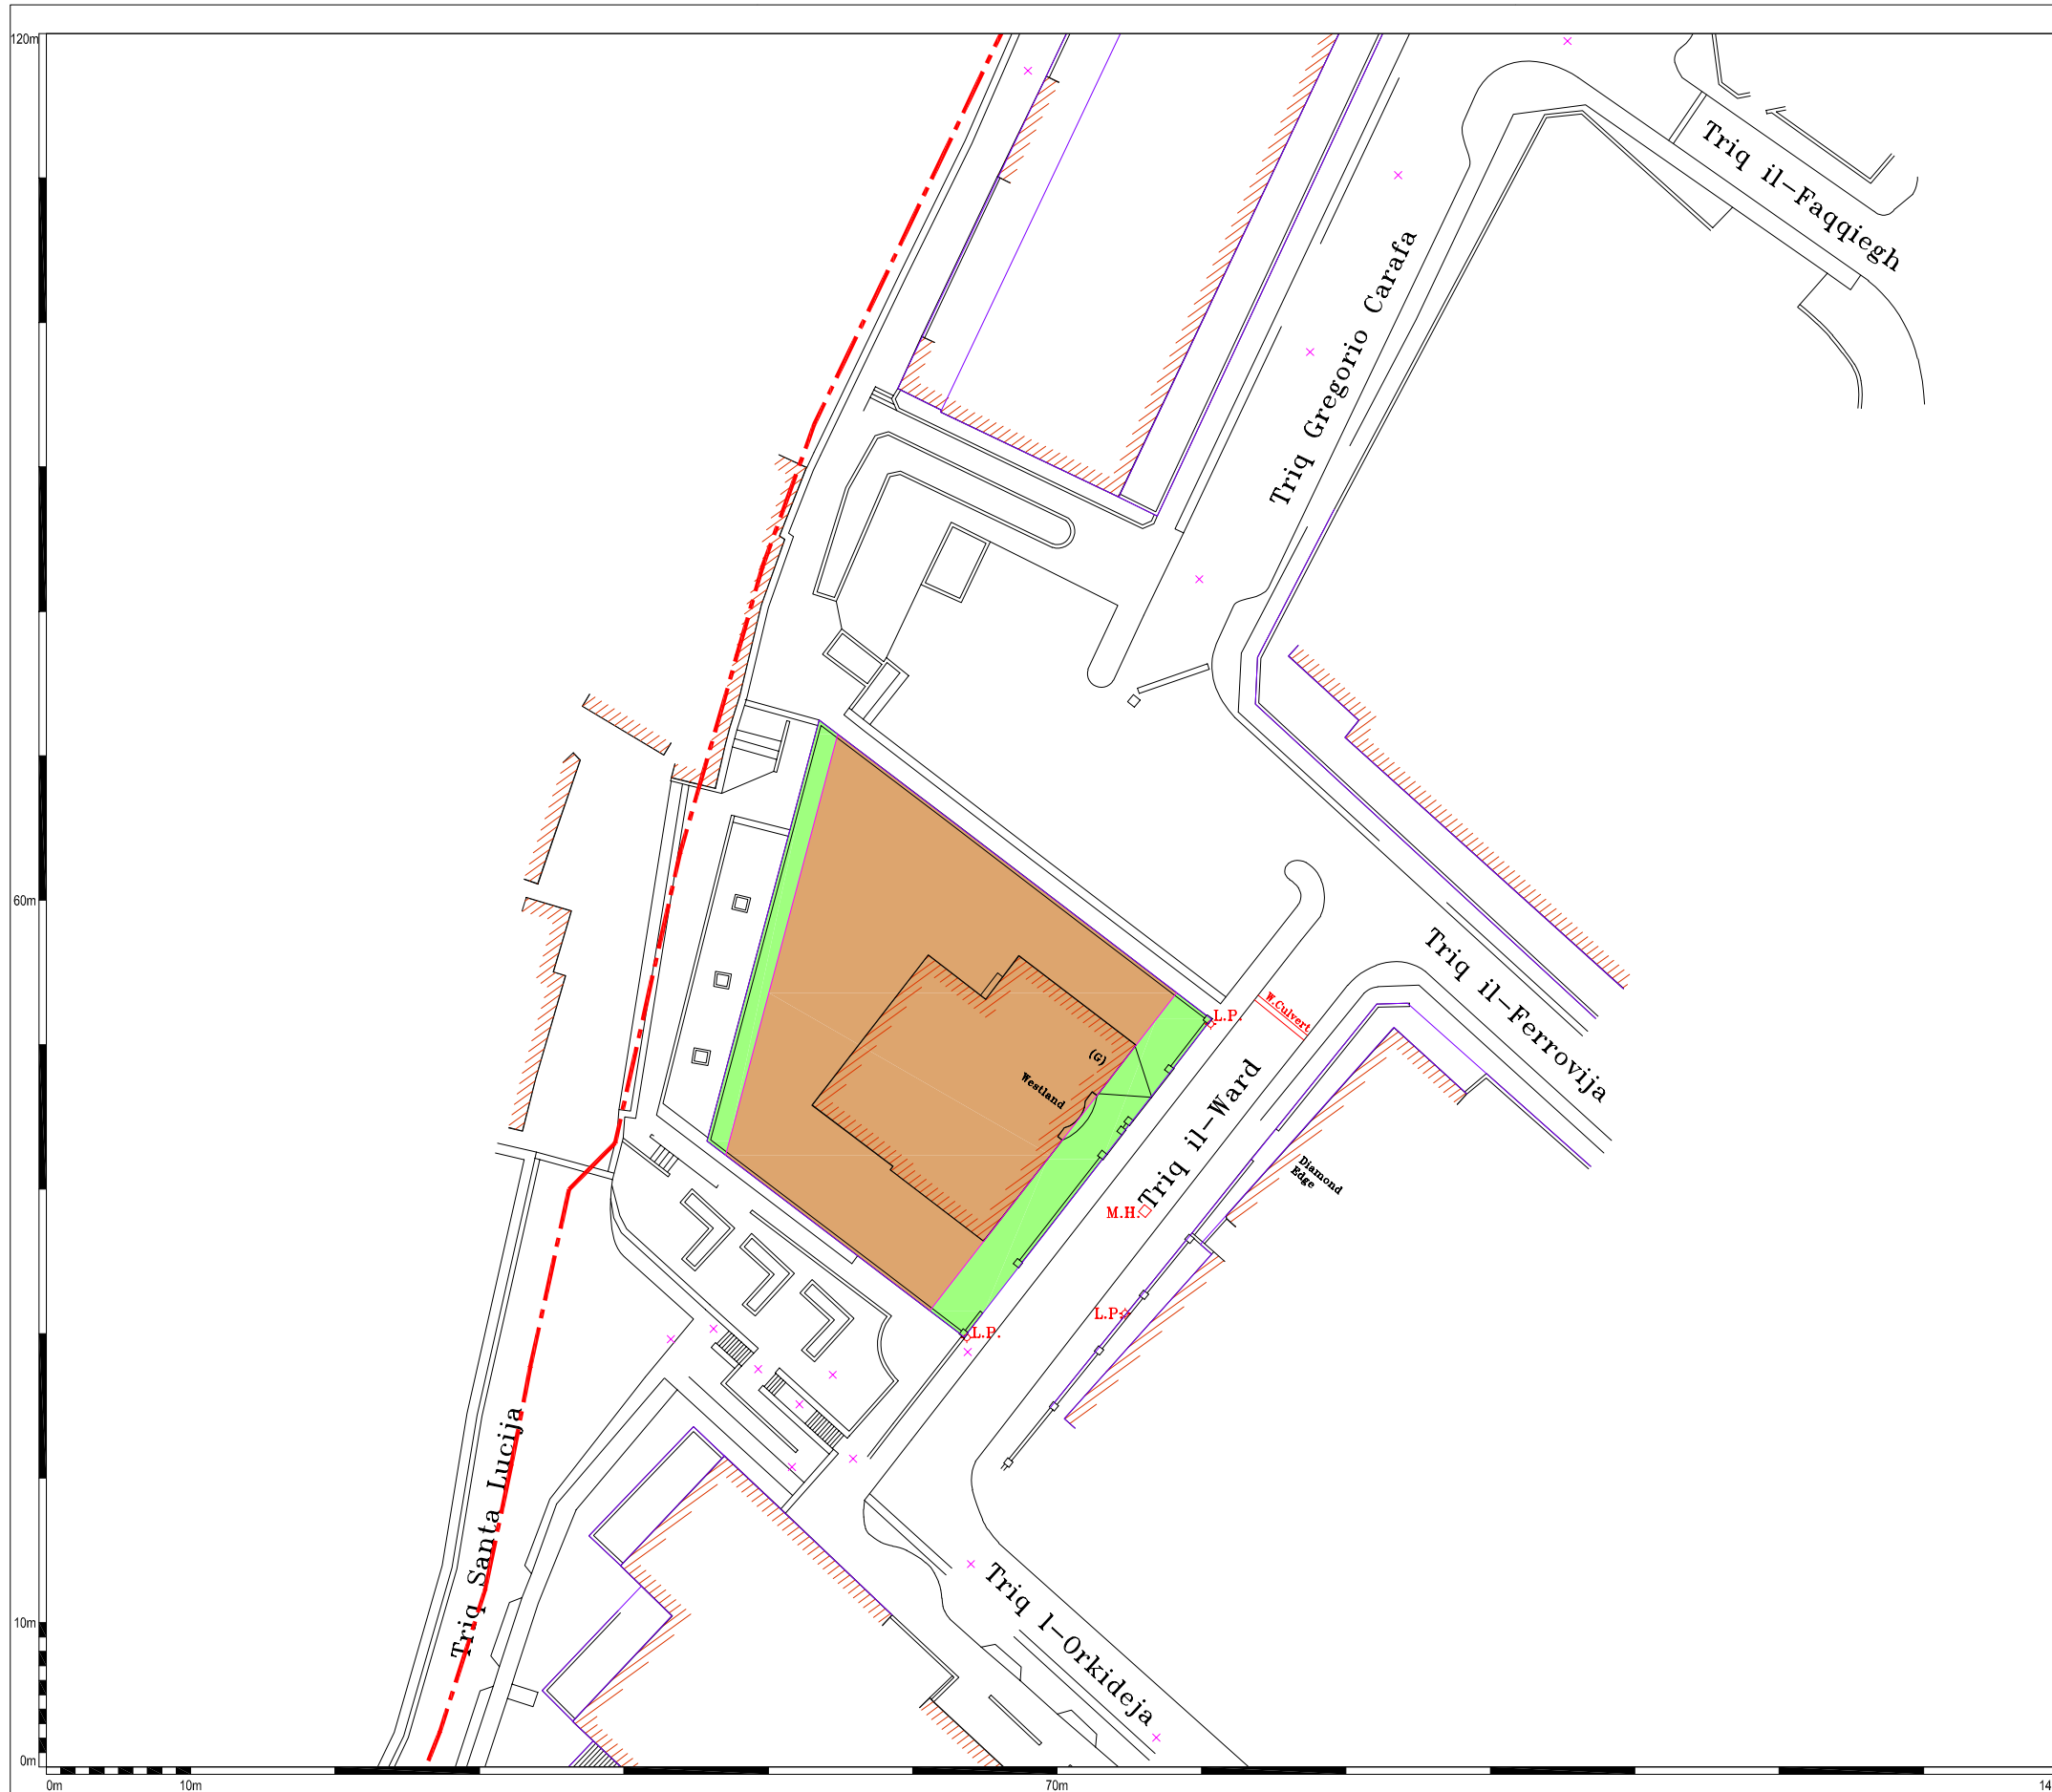 120m
Triq il-Faqqiegh
Triq Gregorio Carafa
60m
Triq il-Ferrovija
W.Culvert
L.P.
(G)
Westland
Triq il-Ward
Diamond
Edge
M.H.
L.P.
L.P.
Triq Santa Lucija
Triq l-Orkideja
10m
0m
0m
10m
70m